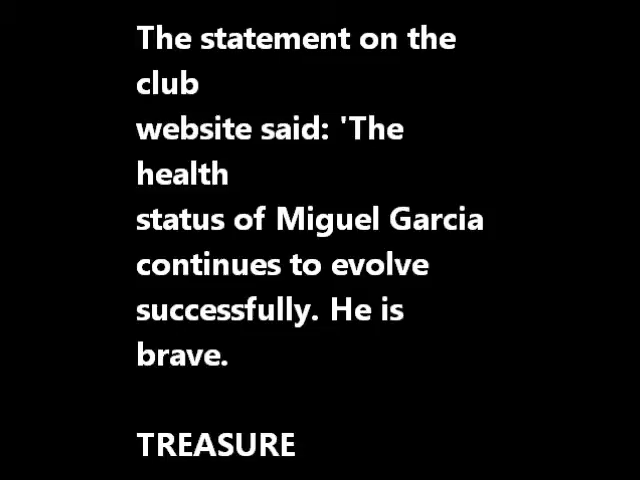 The statement on the
club
website said: 'The
health
status of Miguel Garcia
continues to evolve
successfully. He is
brave.
TREASURE